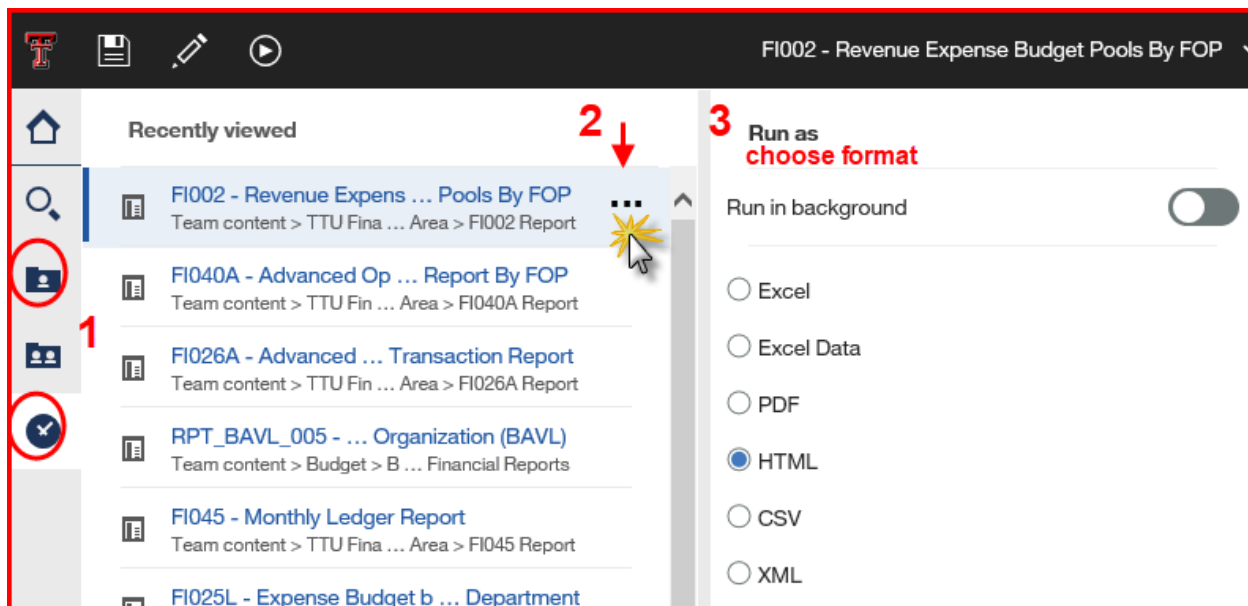 FI002 - Revenue Expense Budget Pools By FOP
Recently viewed
2
FI002 - Revenue Expens ... Pools By FOP
...
Team content > TTU Fina ... Area > FI002 Report
FI040A - Advanced Op ... Report By FOP
Team content > TTU Fin ... Area > FI040A Report
1
FI026A - Advanced ... Transaction Report
Team content > TTU Fin ... Area > FI026A Report
RPT_BAVL_005 - ... Organization (BAVL)
Team content > Budget > B ... Financial Reports
FI045 - Monthly Ledger Report
Team content > TTU Fina ... Area > FI045 Report
FI025L - Expense Budget b ... Department
3
Run as
choose format
Run in background
Excel
Excel Data
PDF
HTML
CSV
XML